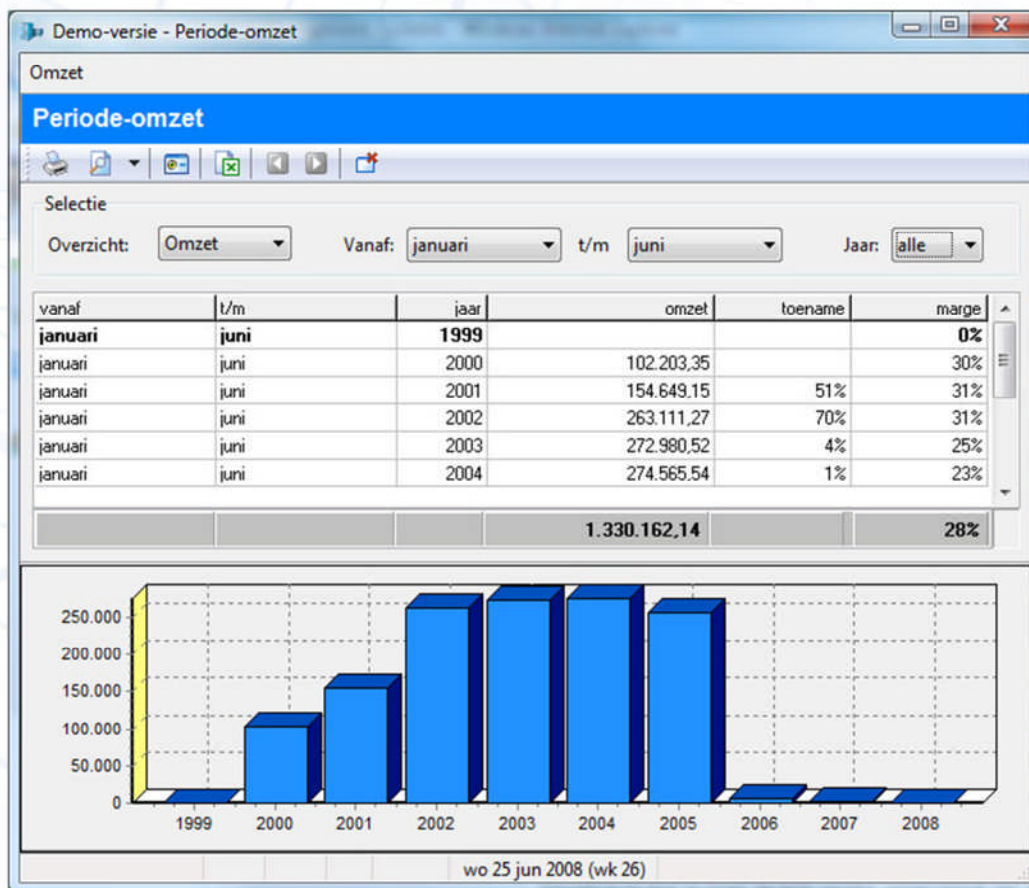 Demo-versie - Periode-omzet
Omzet
Periode-omzet
Selectie
Overzicht: Omzet Vanaf: januari t/m juni Jaar: alle
vanaf t/m jaar omzet toename marge
januari juni 1999 0%
januari juni 2000 102.203,35 30%
januari juni 2001 154.649,15 51% 31%
januari juni 2002 263.111,27 70% 31%
januari juni 2003 272.980,52 4% 25%
januari juni 2004 274.565,54 1% 23%
1.330.162,14 28%
250.000
200.000
150.000
100.000
50.000
0
1999 2000 2001 2002 2003 2004 2005 2006 2007 2008
wo 25 jun 2008 (wk 26)